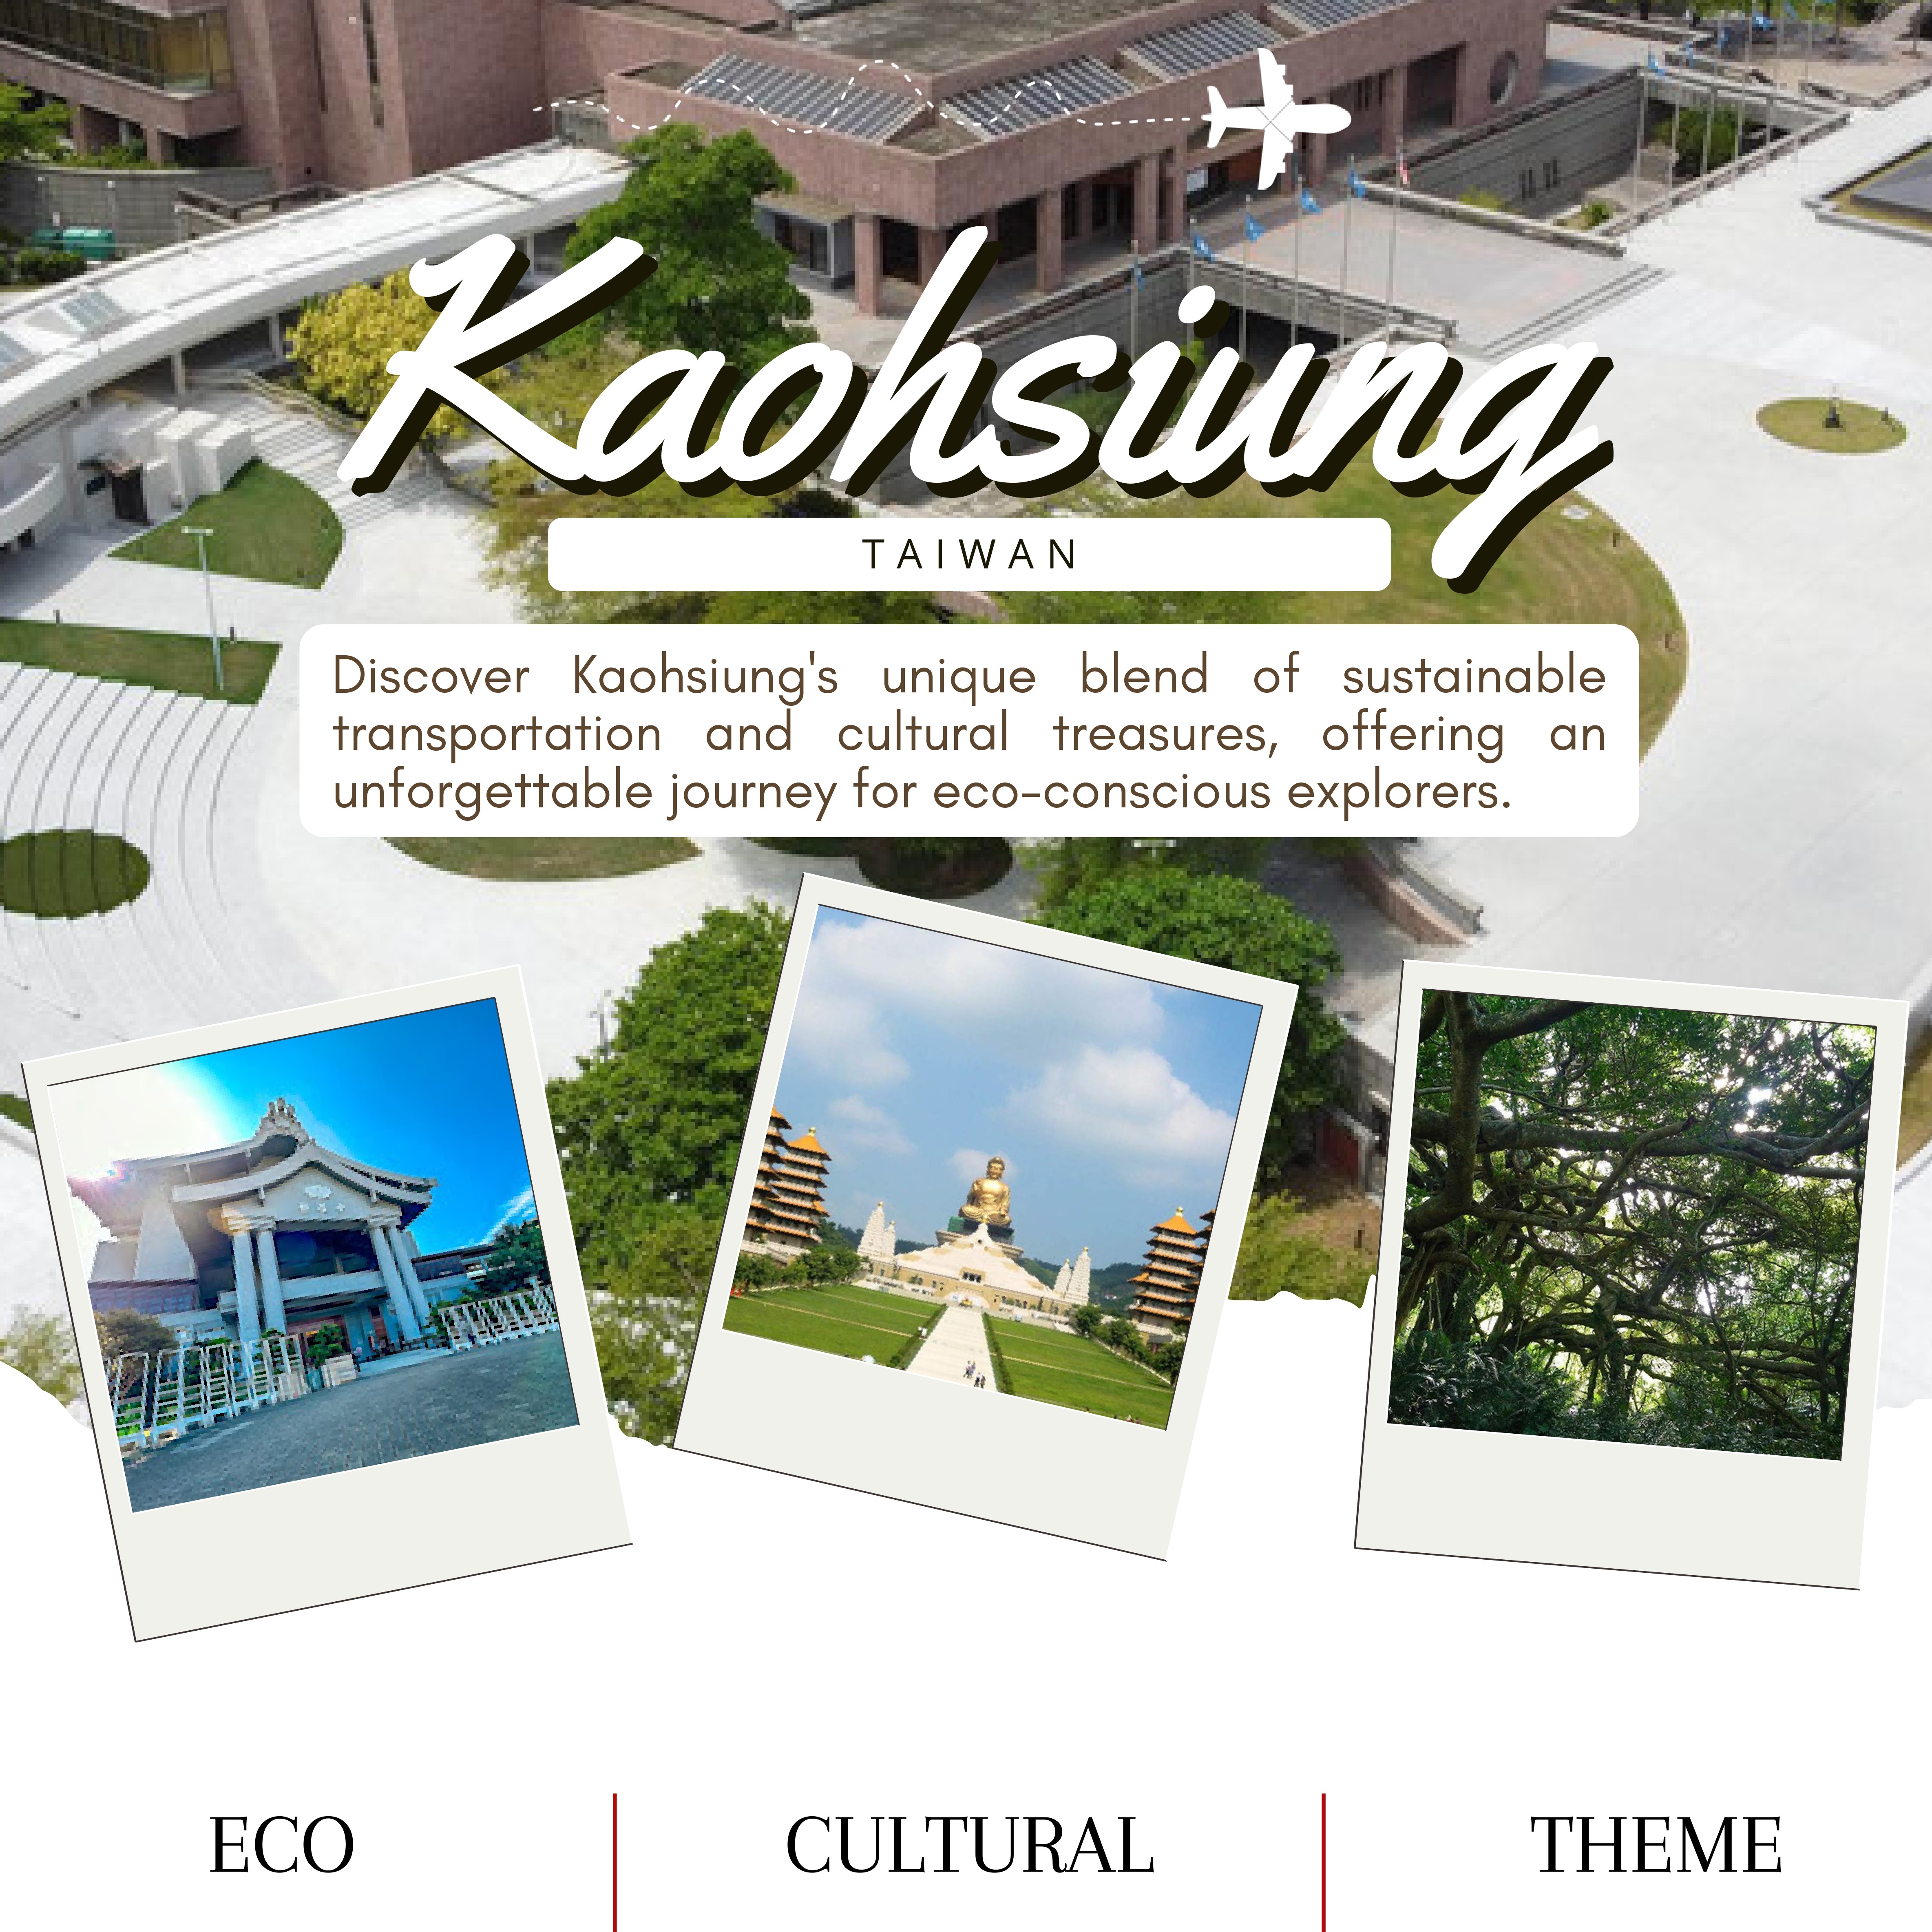 Kaohsiung
TAIWAN
Discover Kaohsiung's unique blend of sustainable
transportation and cultural treasures, offering an
unforgettable journey for eco-conscious explorers.
ECO
CULTURAL
THEME